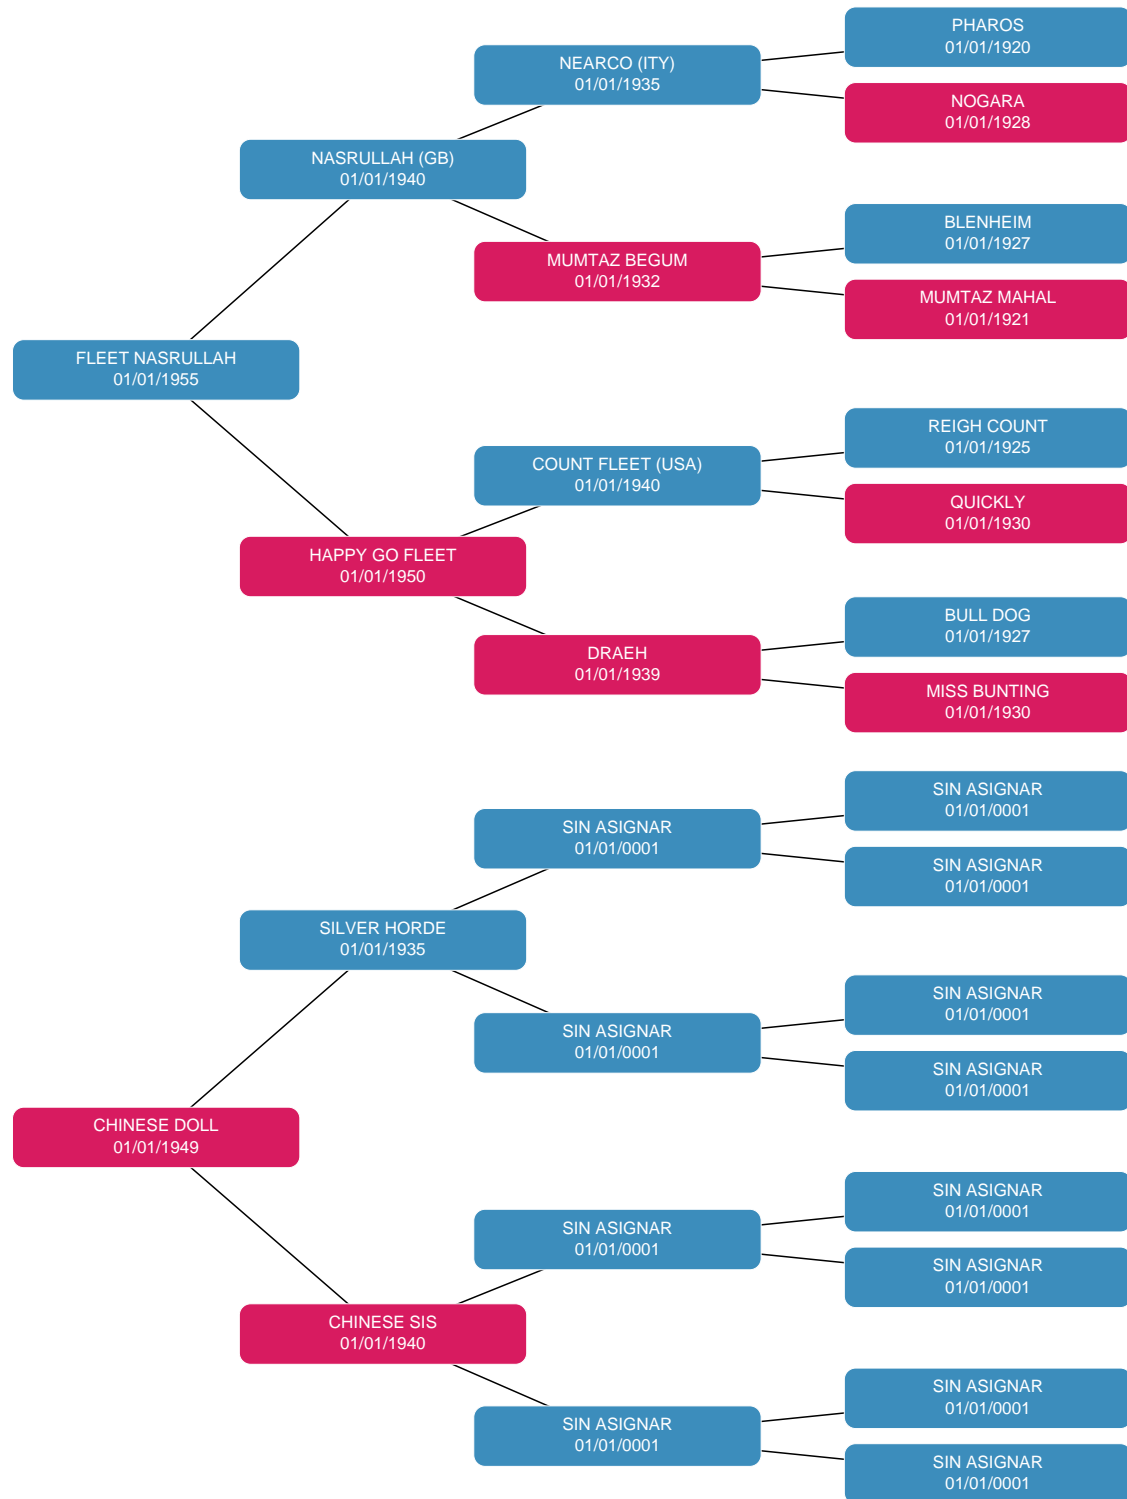 PHAROS
01/01/1920
NEARCO (ITY)
01/01/1935
NOGARA
01/01/1928
NASRULLAH (GB)
01/01/1940
BLENHEIM
01/01/1927
MUMTAZ BEGUM
01/01/1932
MUMTAZ MAHAL
01/01/1921
FLEET NASRULLAH
01/01/1955
REIGH COUNT
01/01/1925
COUNT FLEET (USA)
01/01/1940
QUICKLY
01/01/1930
HAPPY GO FLEET
01/01/1950
BULL DOG
01/01/1927
DRAEH
01/01/1939
MISS BUNTING
01/01/1930
SIN ASIGNAR
01/01/0001
SIN ASIGNAR
01/01/0001
SIN ASIGNAR
01/01/0001
SILVER HORDE
01/01/1935
SIN ASIGNAR
01/01/0001
SIN ASIGNAR
01/01/0001
SIN ASIGNAR
01/01/0001
CHINESE DOLL
01/01/1949
SIN ASIGNAR
01/01/0001
SIN ASIGNAR
01/01/0001
SIN ASIGNAR
01/01/0001
CHINESE SIS
01/01/1940
SIN ASIGNAR
01/01/0001
SIN ASIGNAR
01/01/0001
SIN ASIGNAR
01/01/0001